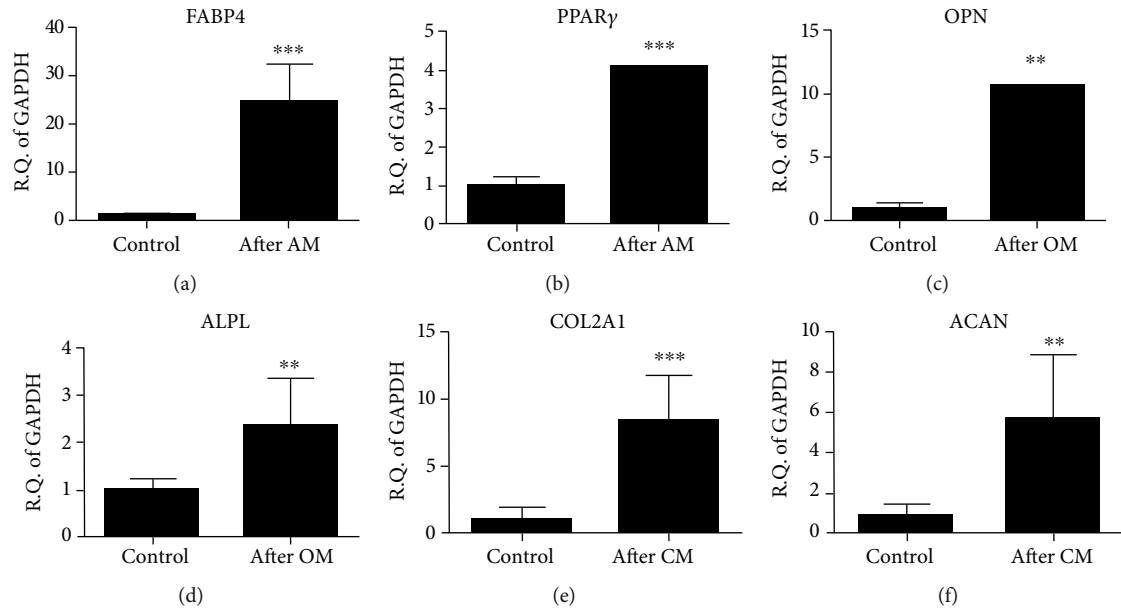 FABP4
R.Q. of GAPDH
40
30
20
10
0
***
Control After AM
(a)
PPARγ
R.Q. of GAPDH
5
4
3
2
1
0
***
Control After AM
(b)
OPN
R.Q. of GAPDH
15
10
5
0
**
Control After OM
(c)
ALPL
R.Q. of GAPDH
4
3
2
1
0
**
Control After OM
(d)
COL2A1
R.Q. of GAPDH
15
10
5
0
***
Control After CM
(e)
ACAN
R.Q. of GAPDH
10
8
6
4
2
0
**
Control After CM
(f)